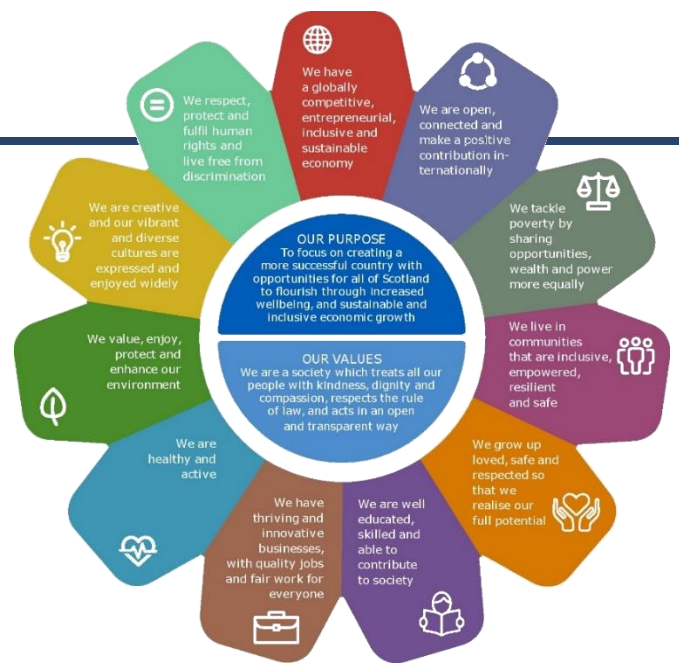 We have
a globally
competitive,
entrepreneurial,
inclusive and
sustainable
economy
We are open,
connected and
make a positive
contribution in-
ternationally
We tackle
poverty by
sharing
opportunities,
wealth and power
more equally
We live in
communities
that are inclusive,
empowered,
resilient
and safe
We grow up
loved, safe and
respected so
that we
realise our
full potential
We are well
educated,
skilled and
able to
contribute
to society
We have
thriving and
innovative
businesses,
with quality jobs
and fair work for
everyone
We are
healthy and
active
We value, enjoy,
protect and
enhance our
environment
We are creative
and our vibrant
and diverse
cultures are
expressed and
enjoyed widely
We respect,
protect and
fulfil human
rights and
live free from
discrimination
OUR PURPOSE
To focus on creating a
more successful country with
opportunities for all of Scotland
to flourish through increased
wellbeing, and sustainable and
inclusive economic growth
OUR VALUES
We are a society which treats all our
people with kindness, dignity and
compassion, respects the rule
of law, and acts in an open
and transparent way